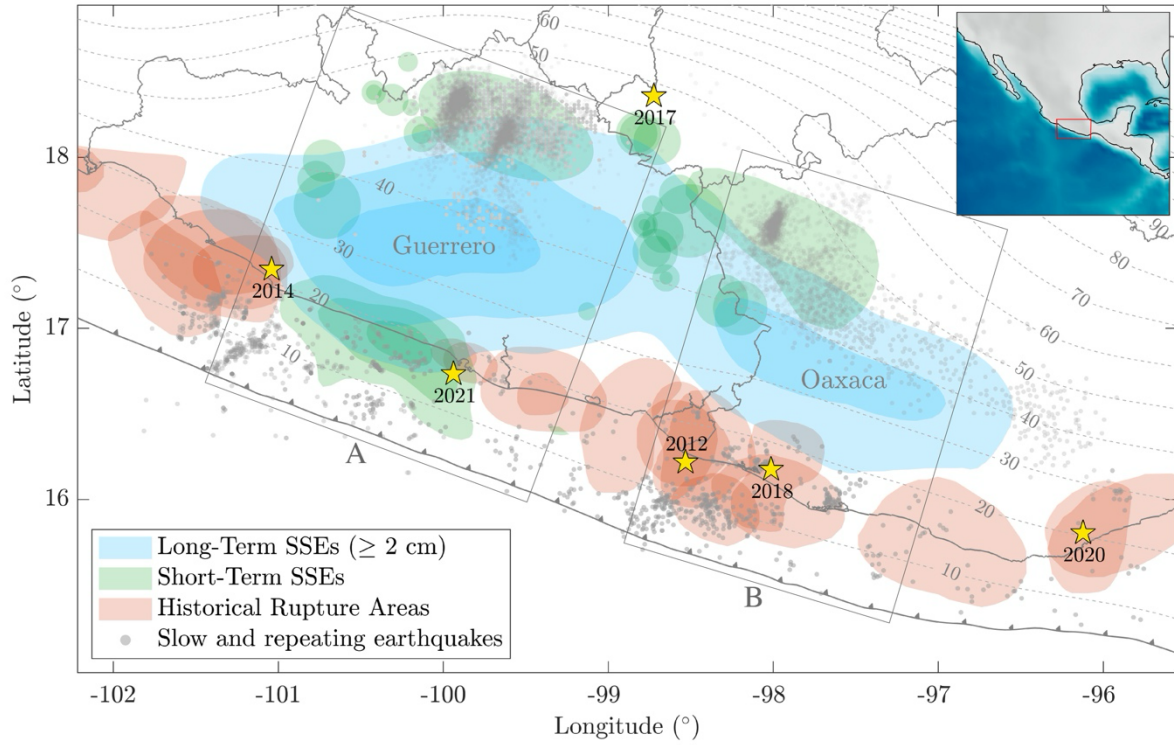 60
50
2017
18
40
90
Guerrero
30
80
2014
20
70
17
60
10
Oaxaca
50
2021
40
A
2012
30
2018
16
20
2020
10
B
Long-Term SSEs (≥ 2 cm)
Short-Term SSEs
Historical Rupture Areas
Slow and repeating earthquakes
Latitude (°)
-102 -101 -100 -99 -98 -97 -96
Longitude (°)